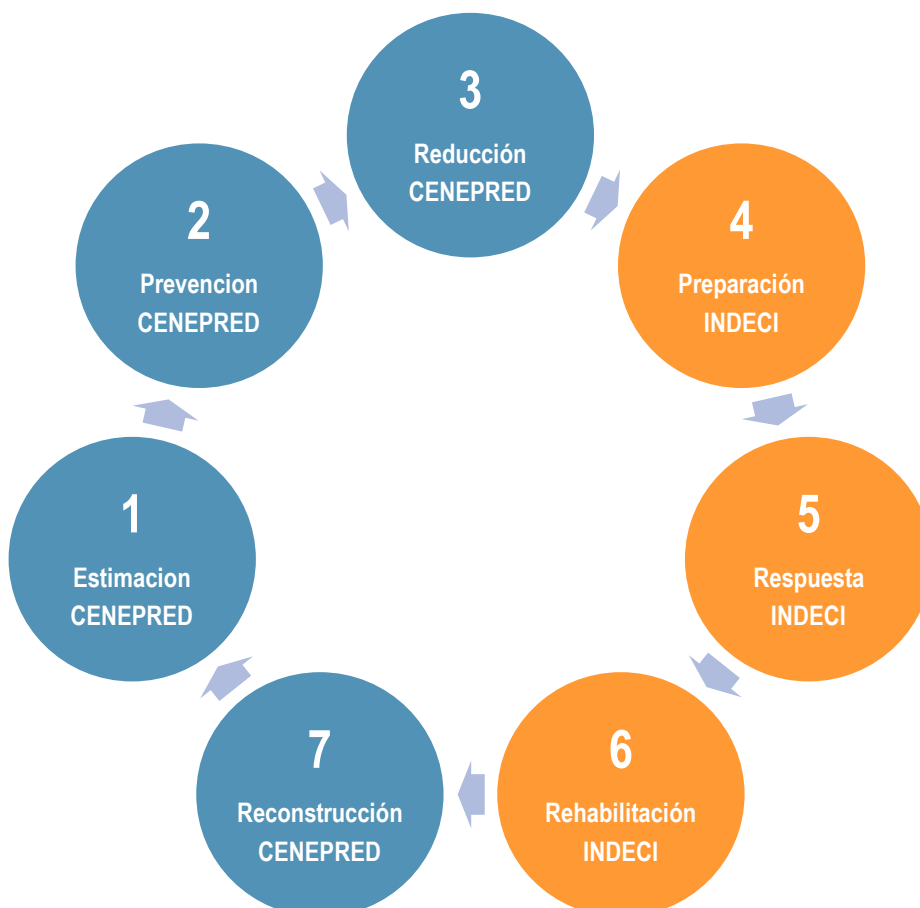 1
Estimacion
CENEPRED
2
Prevencion
CENEPRED
3
Reducción
CENEPRED
4
Preparación
INDECI
5
Respuesta
INDECI
6
Rehabilitación
INDECI
7
Reconstrucción
CENEPRED